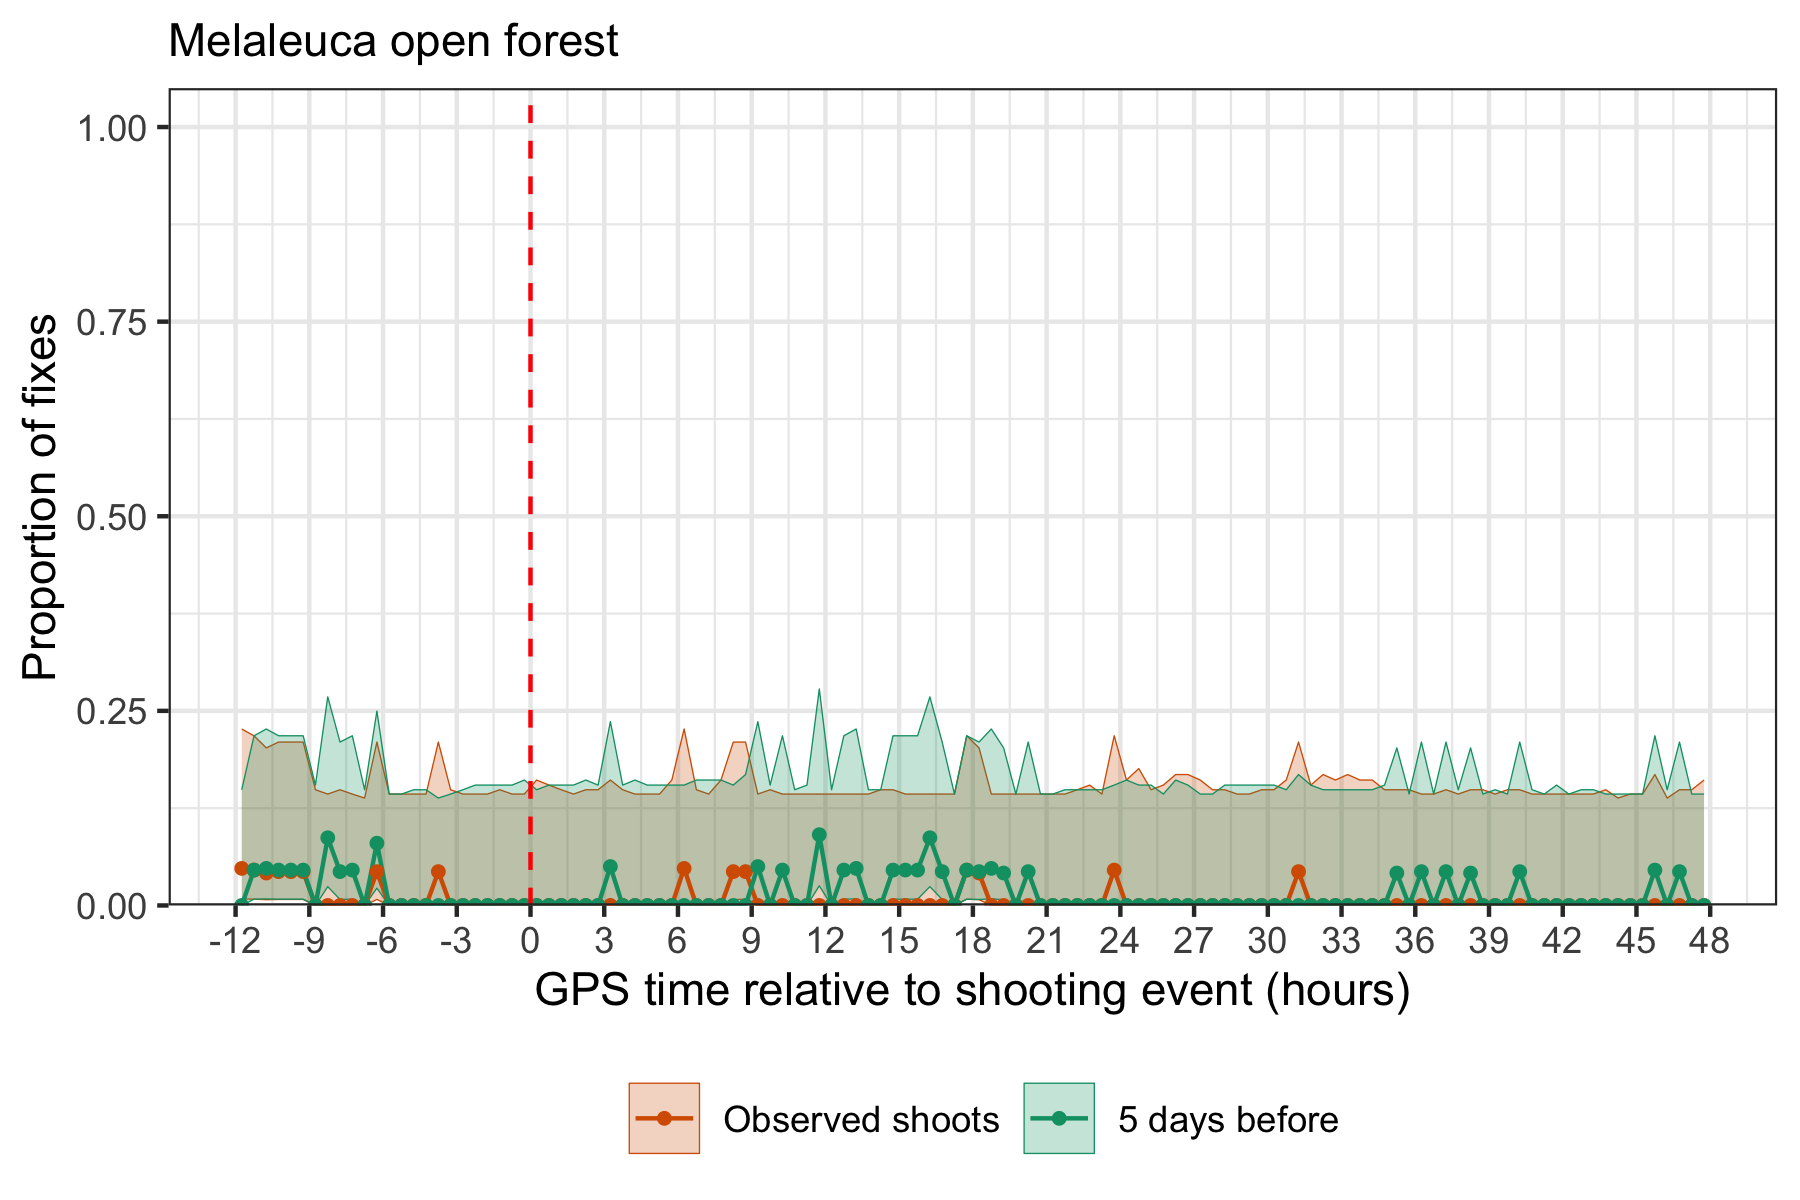 Melaleuca open forest
1.00
0.75
0.50
0.25
0.00
Proportion of fixes
-12 -9 -6 -3 0 3 6 9 12 15 18 21 24 27 30 33 36 39 42 45 48
GPS time relative to shooting event (hours)
Observed shoots 5 days before